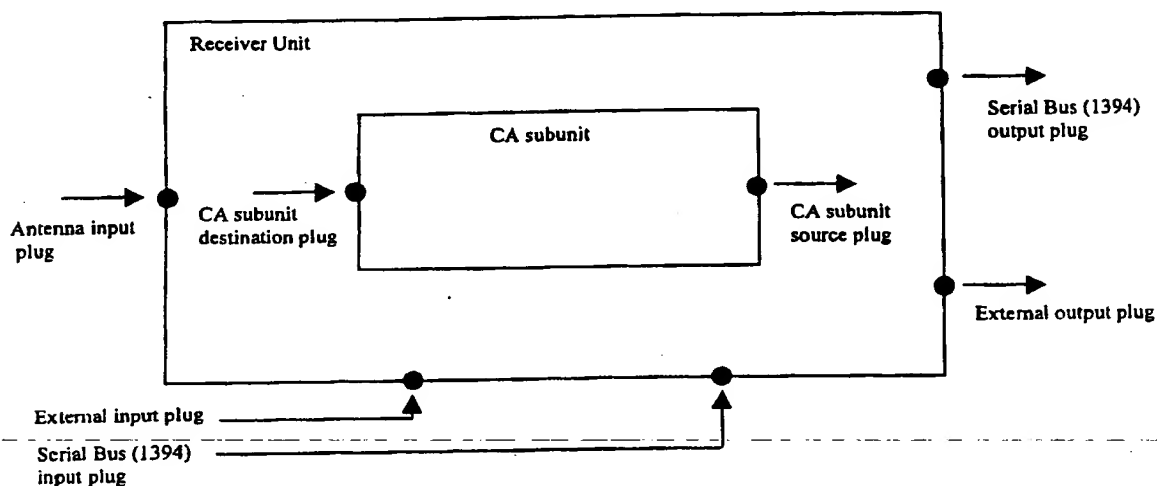 Receiver Unit
CA subunit
Serial Bus (1394)
output plug
Antenna input
plug
CA subunit
destination plug
CA subunit
source plug
External output plug
External input plug
Serial Bus (1394)
input plug